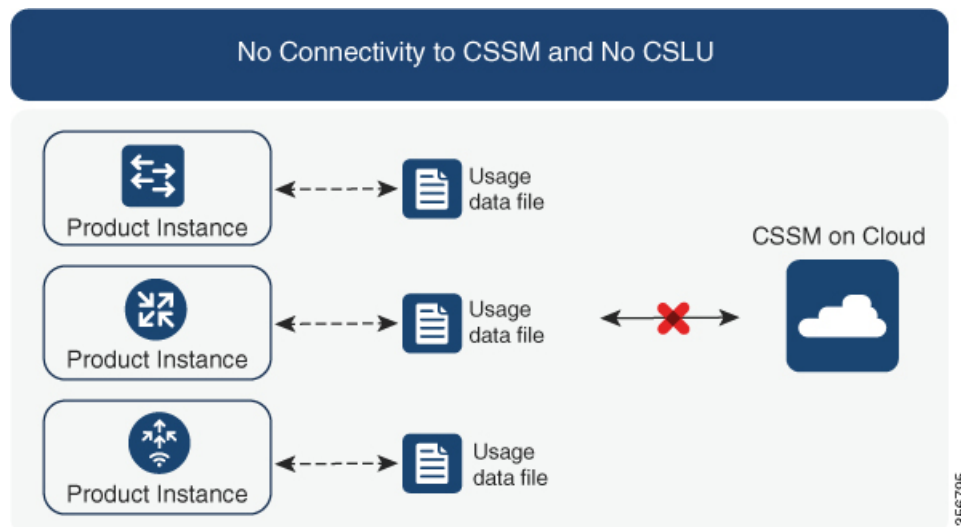 No Connectivity to CSSM and No CSLU
Product Instance
Usage
data file
CSSM on Cloud
Product Instance
Usage
data file
Product Instance
Usage
data file
356795